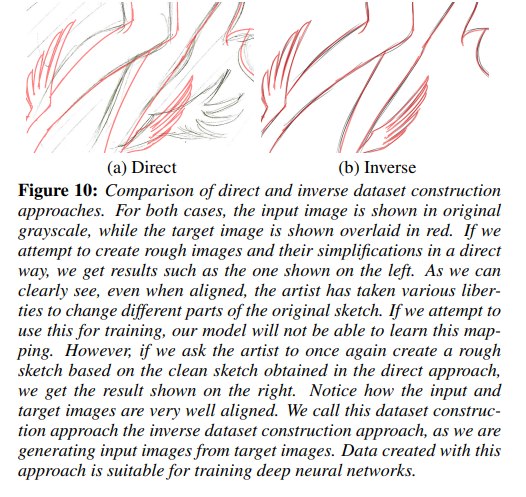 (a) Direct
(b) Inverse
Figure 10: Comparison of direct and inverse dataset construction
approaches. For both cases, the input image is shown in original
grayscale, while the target image is shown overlaid in red. If we
attempt to create rough images and their simplifications in a direct
way, we get results such as the one shown on the left. As we can
clearly see, even when aligned, the artist has taken various liber-
ties to change different parts of the original sketch. If we attempt to
use this for training, our model will not be able to learn this map-
ping. However, if we ask the artist to once again create a rough
sketch based on the clean sketch obtained in the direct approach,
we get the result shown on the right. Notice how the input and
target images are very well aligned. We call this dataset construc-
tion approach the inverse dataset construction approach, as we are
generating input images from target images. Data created with this
approach is suitable for training deep neural networks.